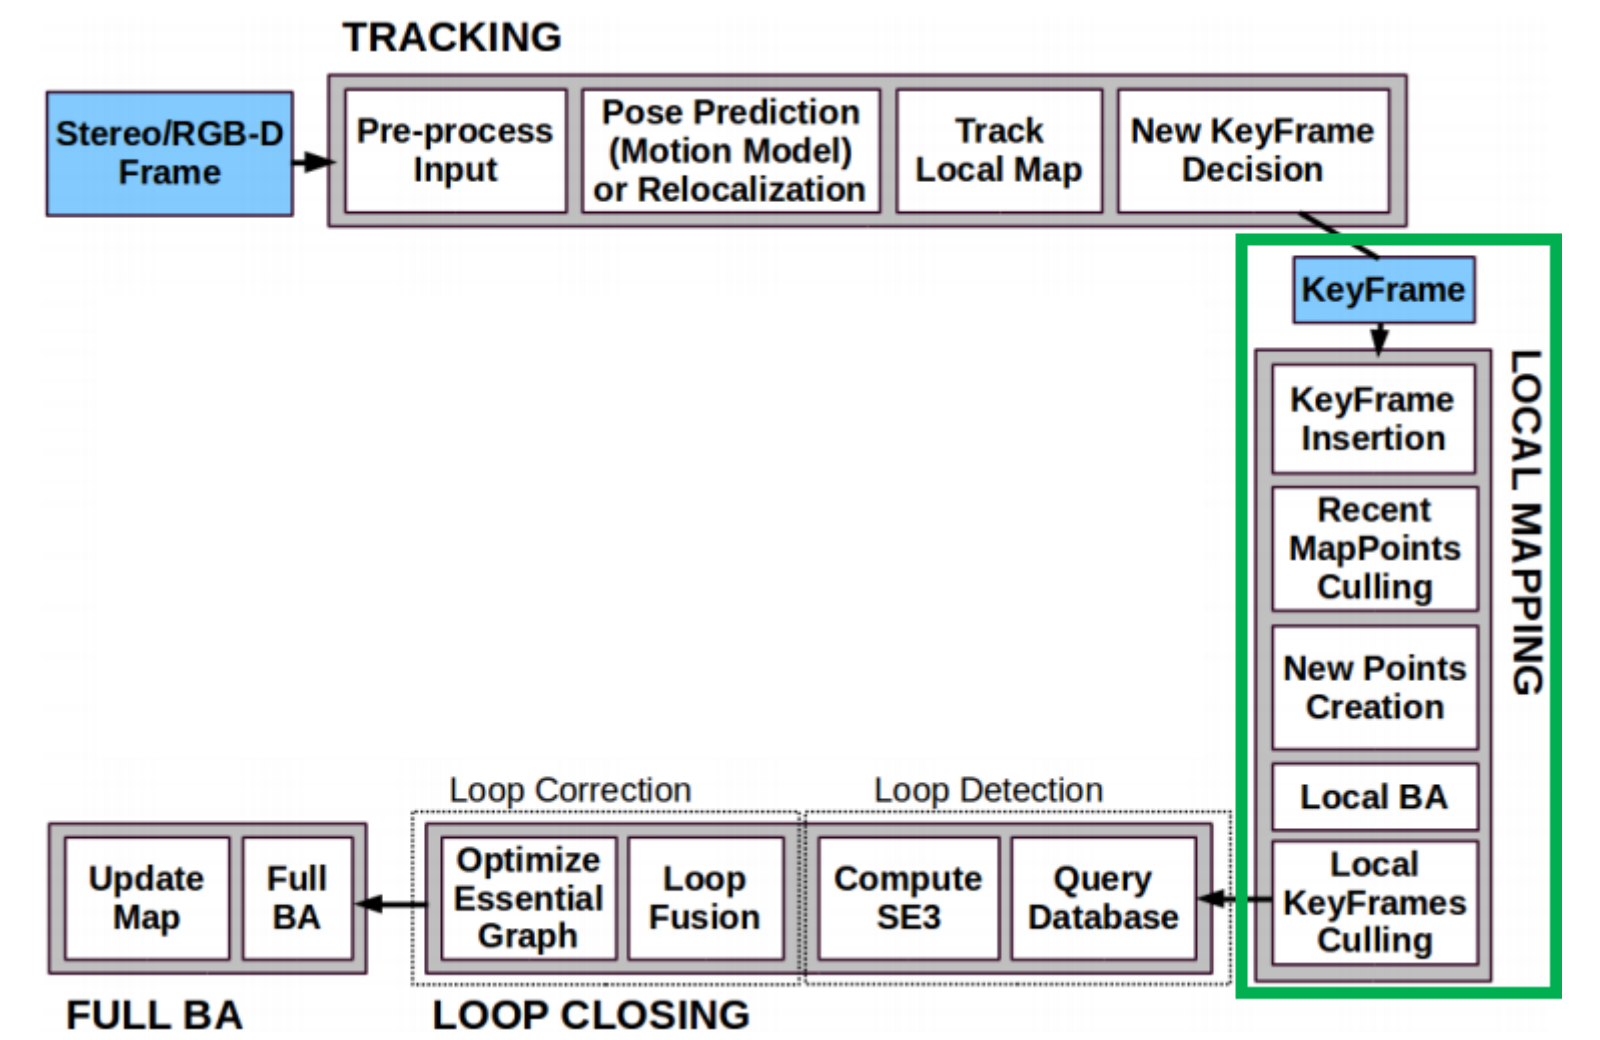 TRACKING
Stereo/RGB-D
Frame
Pre-process
Input
Pose Prediction
(Motion Model)
or Relocalization
Track
Local Map
New KeyFrame
Decision
KeyFrame
LOCAL MAPPING
KeyFrame
Insertion
Recent
MapPoints
Culling
New Points
Creation
Local BA
Local
KeyFrames
Culling
Loop Correction
Loop Detection
Update
Map
Full
BA
Optimize
Essential
Graph
Loop
Fusion
Compute
SE3
Query
Database
FULL BA
LOOP CLOSING